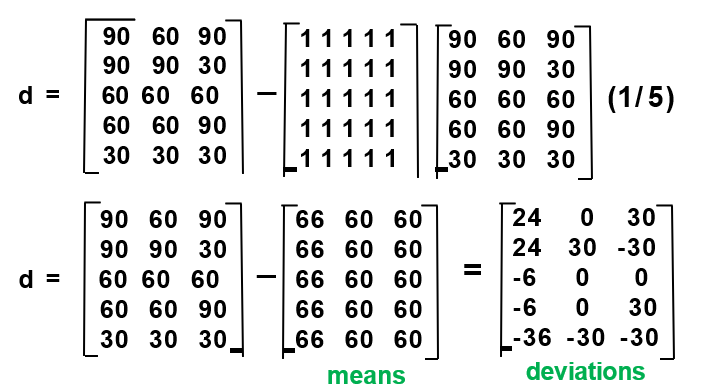 90 60 90 1 1 1 1 1 90 60 90
90 90 30 1 1 1 1 1 90 90 30
d = 60 60 60 − 1 1 1 1 1 60 60 60 (1/5)
60 60 90 1 1 1 1 1 60 60 90
30 30 30 1 1 1 1 1 30 30 30
90 60 90 66 60 60 24 0 30
90 90 30 66 60 60 24 30 -30
d = 60 60 60 − 66 60 60 = -6 0 0
60 60 90 66 60 60 -6 0 30
30 30 30 66 60 60 -36 -30 -30
means deviations